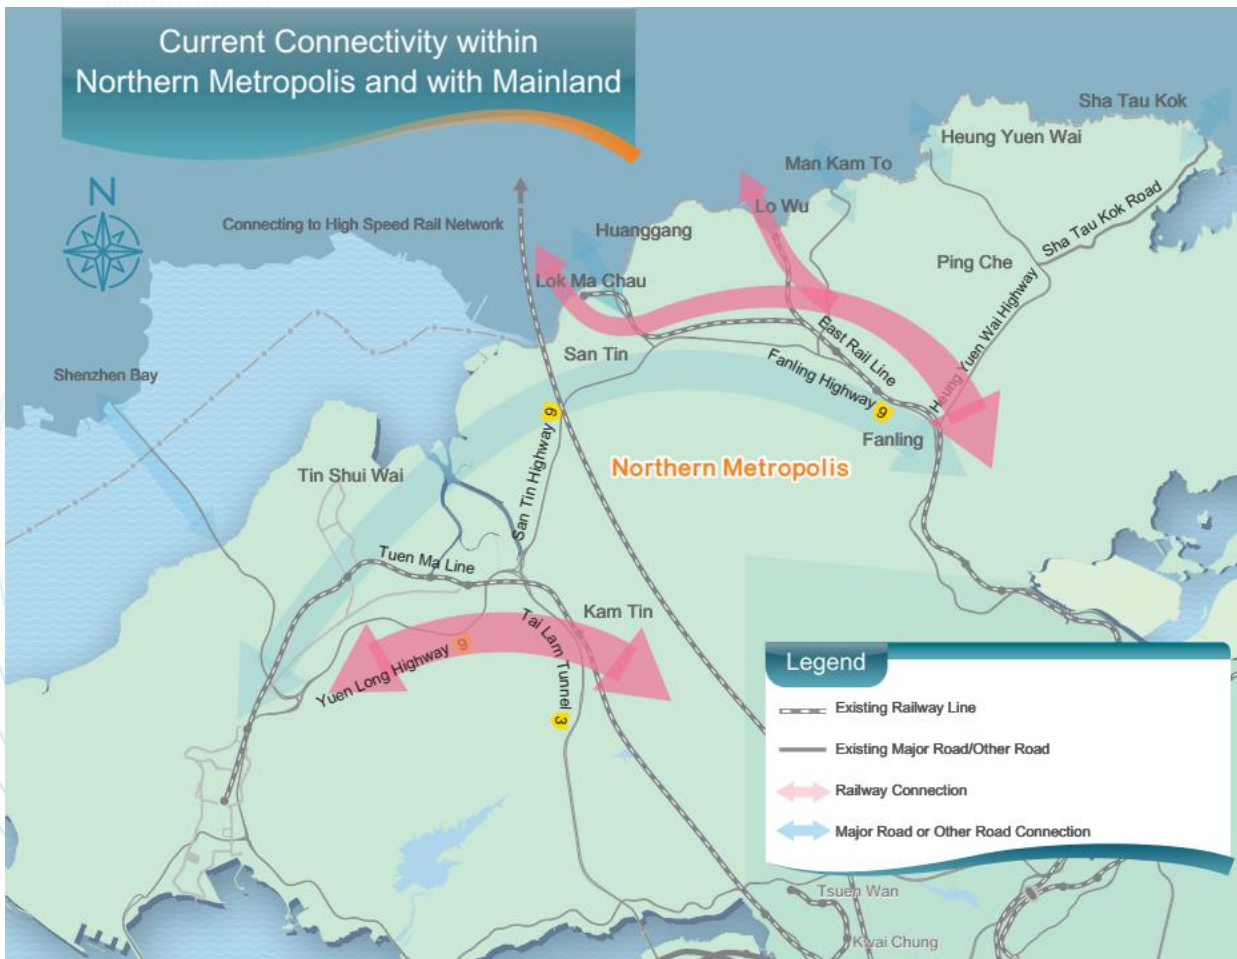 Current Connectivity within
Northern Metropolis and with Mainland
N
Sha Tau Kok
Heung Yuen Wai
Man Kam To
Lo Wu
Connecting to High Speed Rail Network
Huanggang
Sha Tau Kok Road
Ping Che
Lok Ma Chau
Heung Yuen Wai Highway
East Rail Line
San Tin
Fanling Highway
9
Shenzhen Bay
9
San Tin Highway
Fanling
Northern Metropolis
Tin Shui Wai
Tuen Ma Line
Kam Tin
Tai Lam Tunnel
3
Yuen Long Highway
9
Legend
Existing Railway Line
Existing Major Road/Other Road
Railway Connection
Major Road or Other Road Connection
Tsuen Wan
Kwai Chung